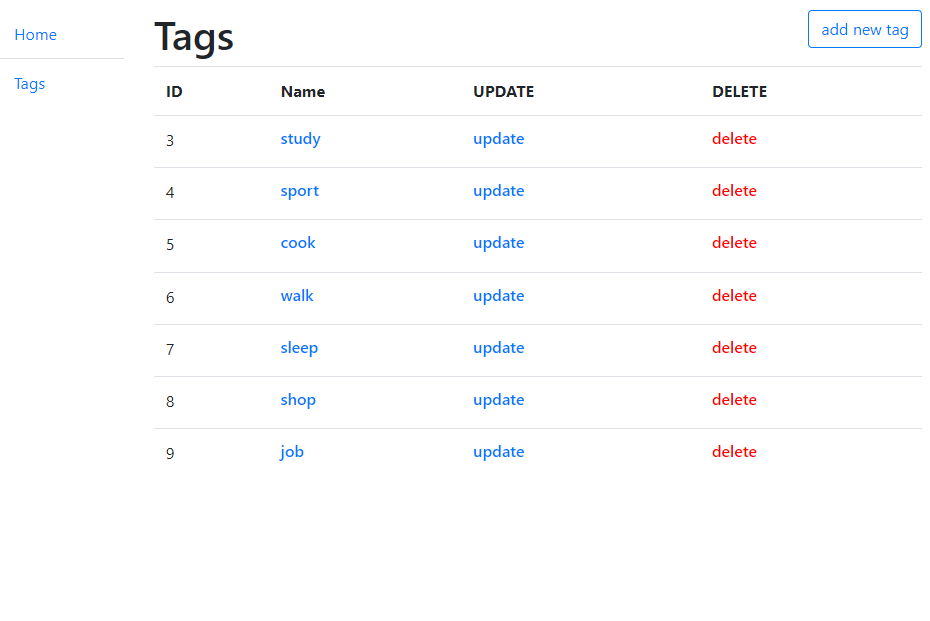 Home
Tags
Tags
add new tag
ID Name UPDATE DELETE
3 study update delete
4 sport update delete
5 cook update delete
6 walk update delete
7 sleep update delete
8 shop update delete
9 job update delete